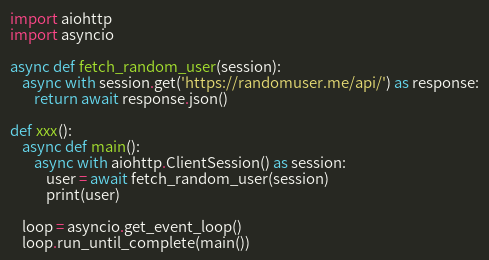 import aiohttp
import asyncio

async def fetch_random_user(session):
    async with session.get('https://randomuser.me/api/') as response:
        return await response.json()

def xxx():
    async def main():
        async with aiohttp.ClientSession() as session:
            user = await fetch_random_user(session)
            print(user)

    loop = asyncio.get_event_loop()
    loop.run_until_complete(main())